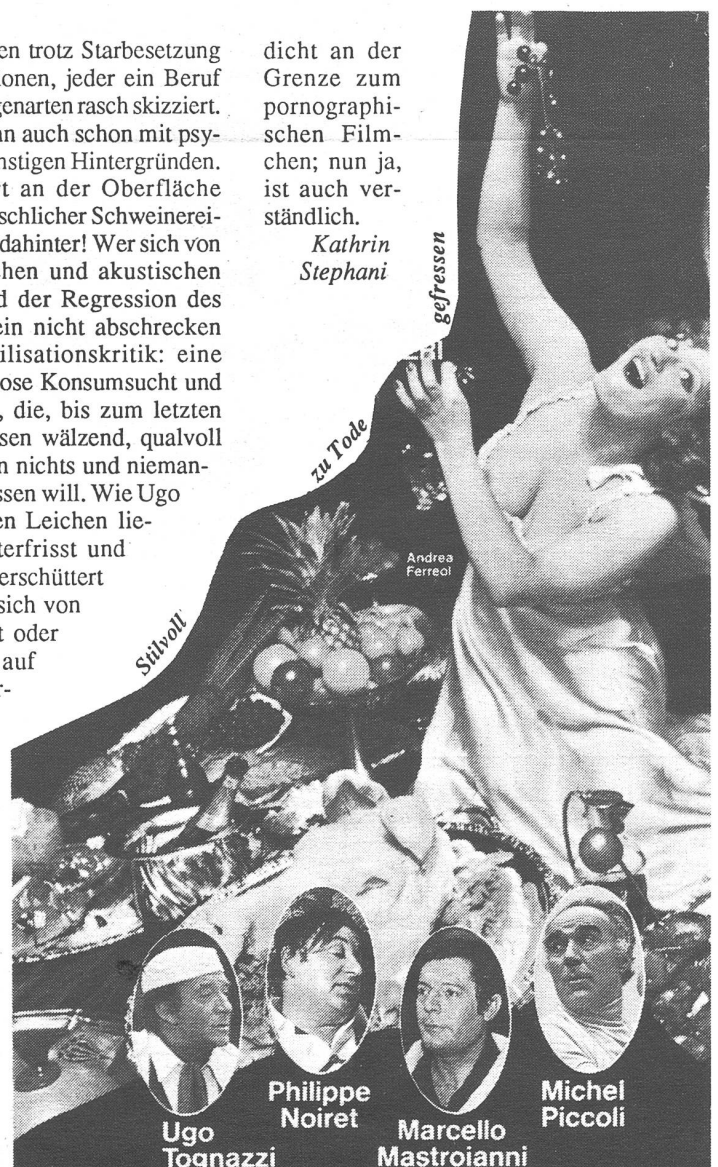 en trotz Starbesetzung
onen, jeder ein Beruf
genarten rasch skizziert.
an auch schon mit psy-
nstigen Hintergründen.
rt an der Oberfläche
schlicher Schweinerei-
dahinter! Wer sich von
hen und akustischen
d der Regression des
ein nicht abschrecken
ilisationskritik: eine
ose Konsumsucht und
, die, bis zum letzten
sen wälzend, qualvoll
n nichts und nieman-
ssen will. Wie Ugo
en Leichen lie-
terfrisst und
erschüttert
sich von
t oder
auf
r-
dicht an der
Grenze zum
pornographi-
schen Film-
chen; nun ja,
ist auch ver-
ständlich.
Kathrin
Stephani
Stilvoll
zu Tode
gefressen
Andrea
Ferreol
Ugo
Tognazzi
Philippe
Noiret
Marcello
Mastroianni
Michel
Piccoli